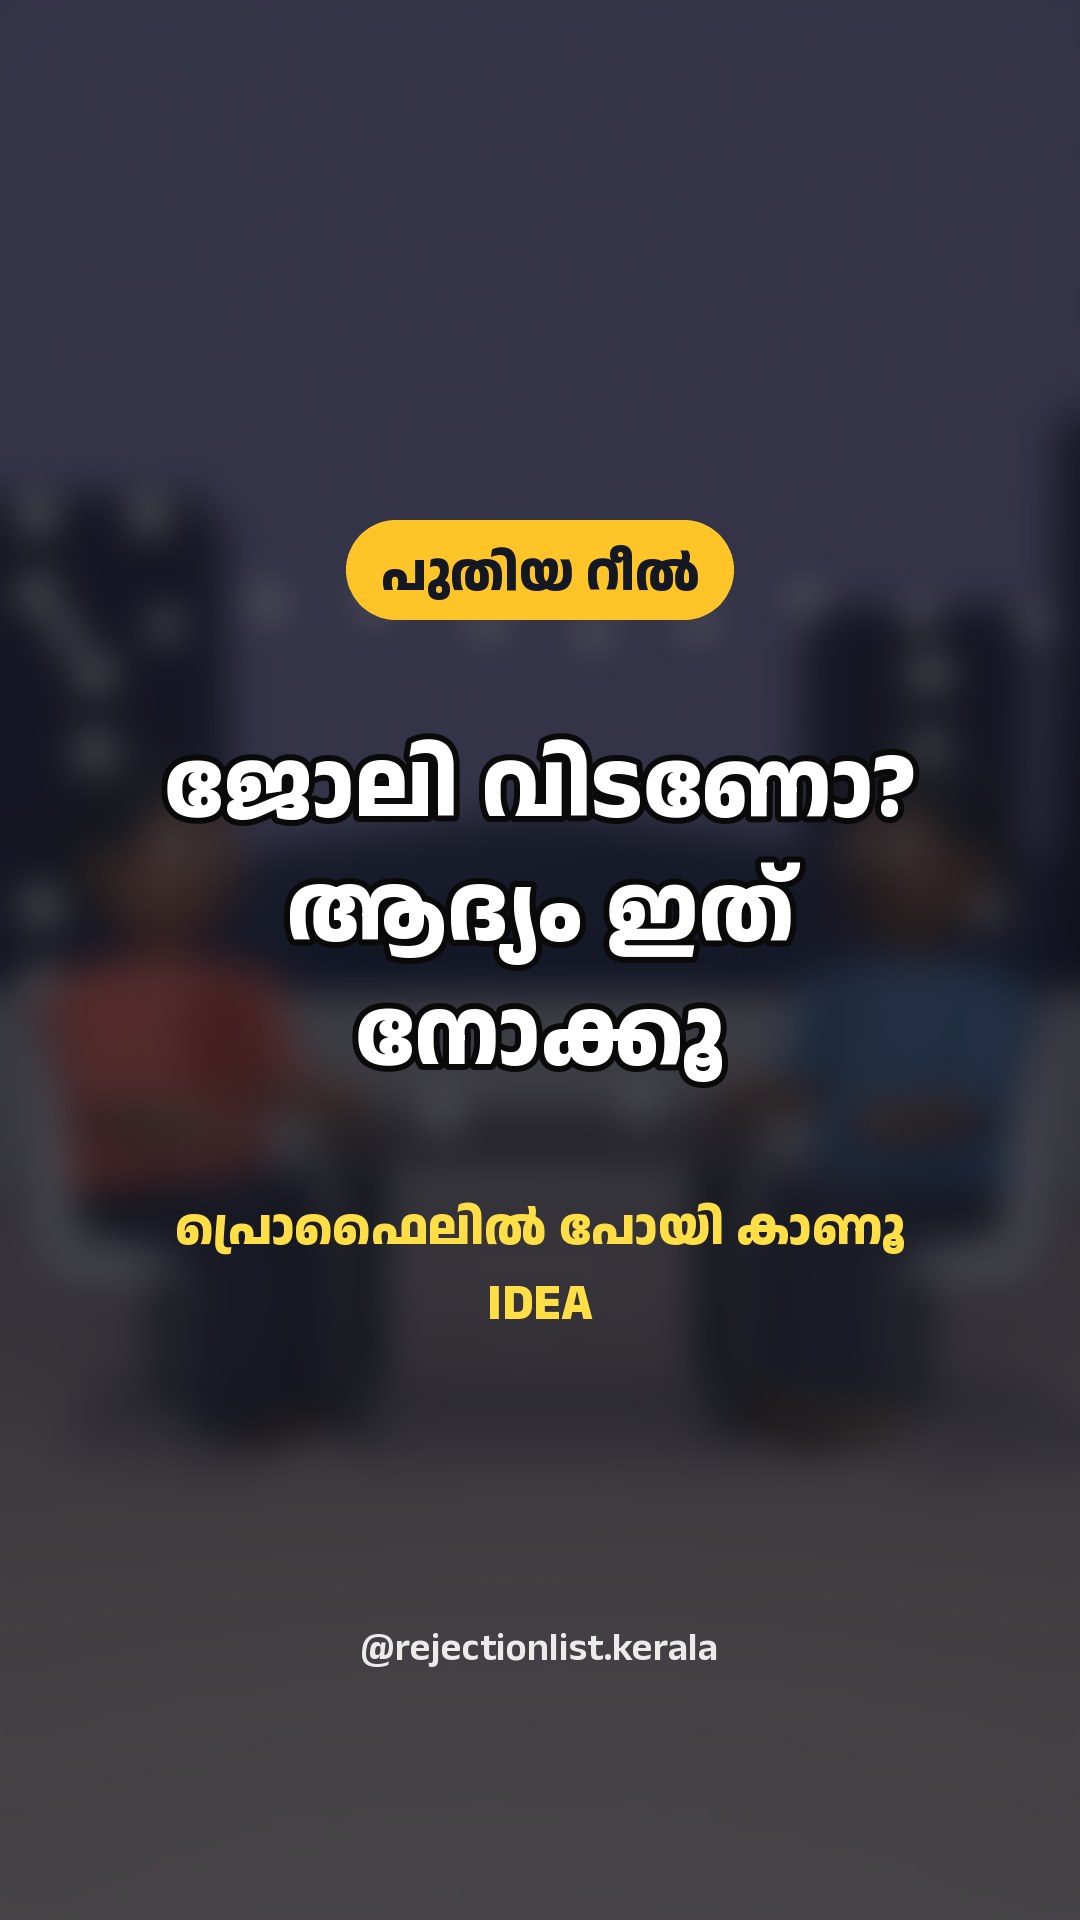 പുതിയ റീൽ
ജോലി വിടണോ?
ആദ്യം ഇത്
നോക്കൂ
പ്രൊഫൈലിൽ പോയി കാണൂ
IDEA
@rejectionlist.kerala